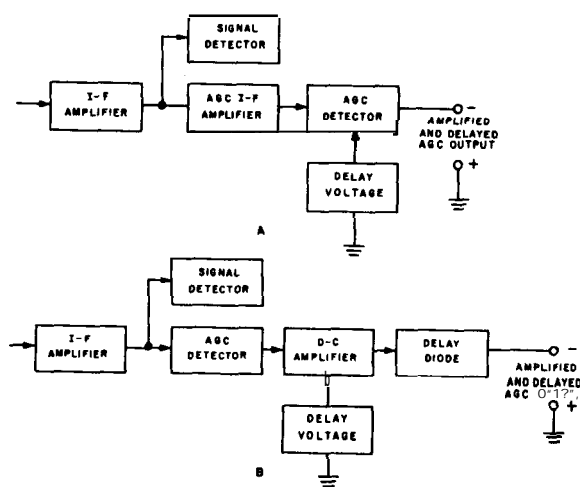 SIGNAL
DETECTOR
I-F
AMPLIFIER
AGC I-F
AMPLIFIER
AGC
DETECTOR
−
AMPLIFIED
AND DELAYED
AGC OUTPUT
+
DELAY
VOLTAGE
A
SIGNAL
DETECTOR
I-F
AMPLIFIER
AGC
DETECTOR
D-C
AMPLIFIER
DELAY
DIODE
−
AMPLIFIED
AND DELAYED
AGC
+
DELAY
VOLTAGE
B